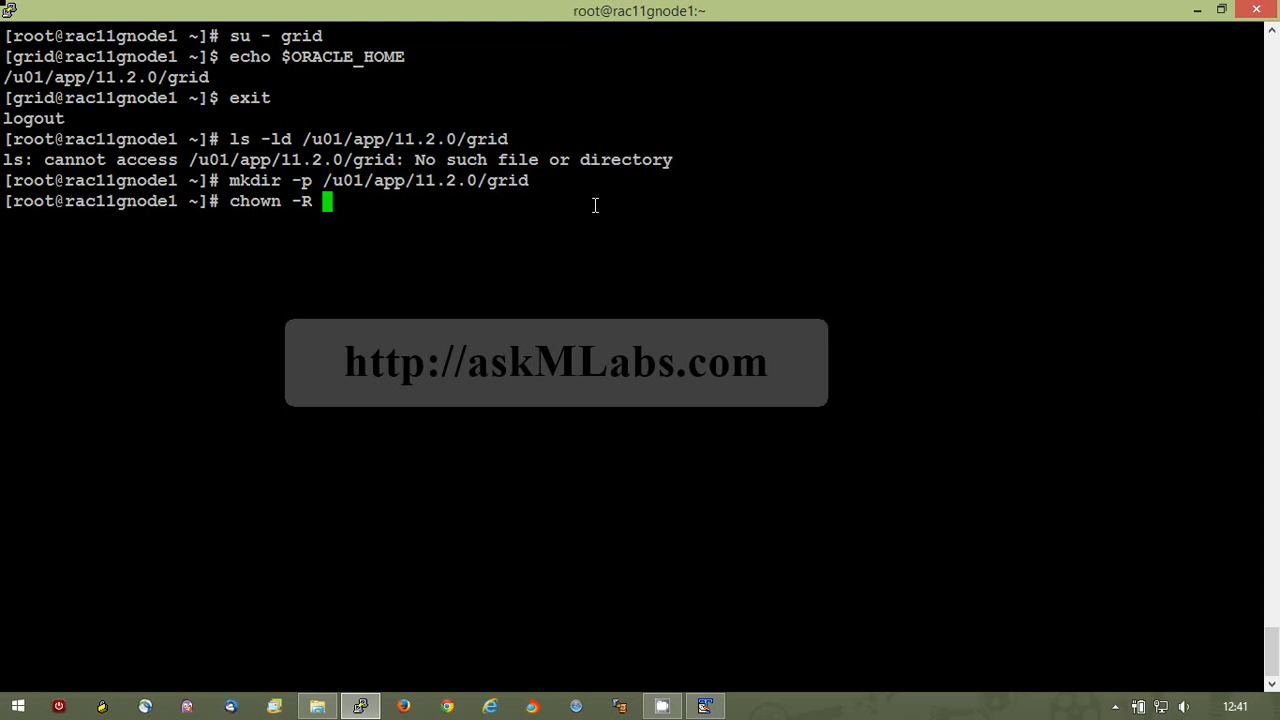 root@rac11gnode1:~
[root@rac11gnode1 ~]# su - grid
[grid@rac11gnode1 ~]$ echo $ORACLE_HOME
/u01/app/11.2.0/grid
[grid@rac11gnode1 ~]$ exit
logout
[root@rac11gnode1 ~]# ls -ld /u01/app/11.2.0/grid
ls: cannot access /u01/app/11.2.0/grid: No such file or directory
[root@rac11gnode1 ~]# mkdir -p /u01/app/11.2.0/grid
[root@rac11gnode1 ~]# chown -R
http://askMLabs.com
12:41